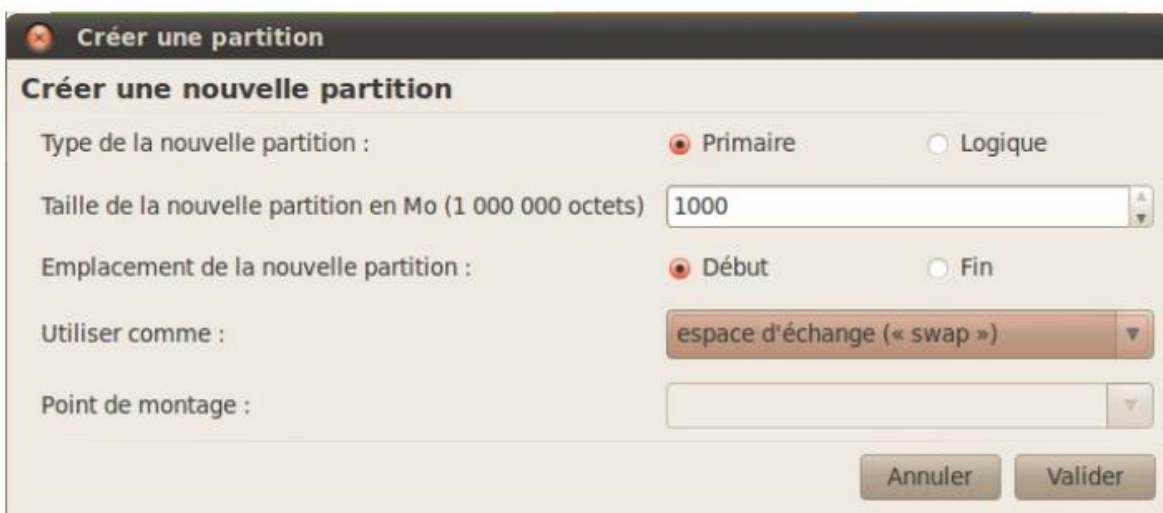 Créer une partition
Créer une nouvelle partition
Type de la nouvelle partition : Primaire Logique
Taille de la nouvelle partition en Mo (1 000 000 octets) 1000
Emplacement de la nouvelle partition : Début Fin
Utiliser comme : espace d'échange (« swap »)
Point de montage :
Annuler Valider